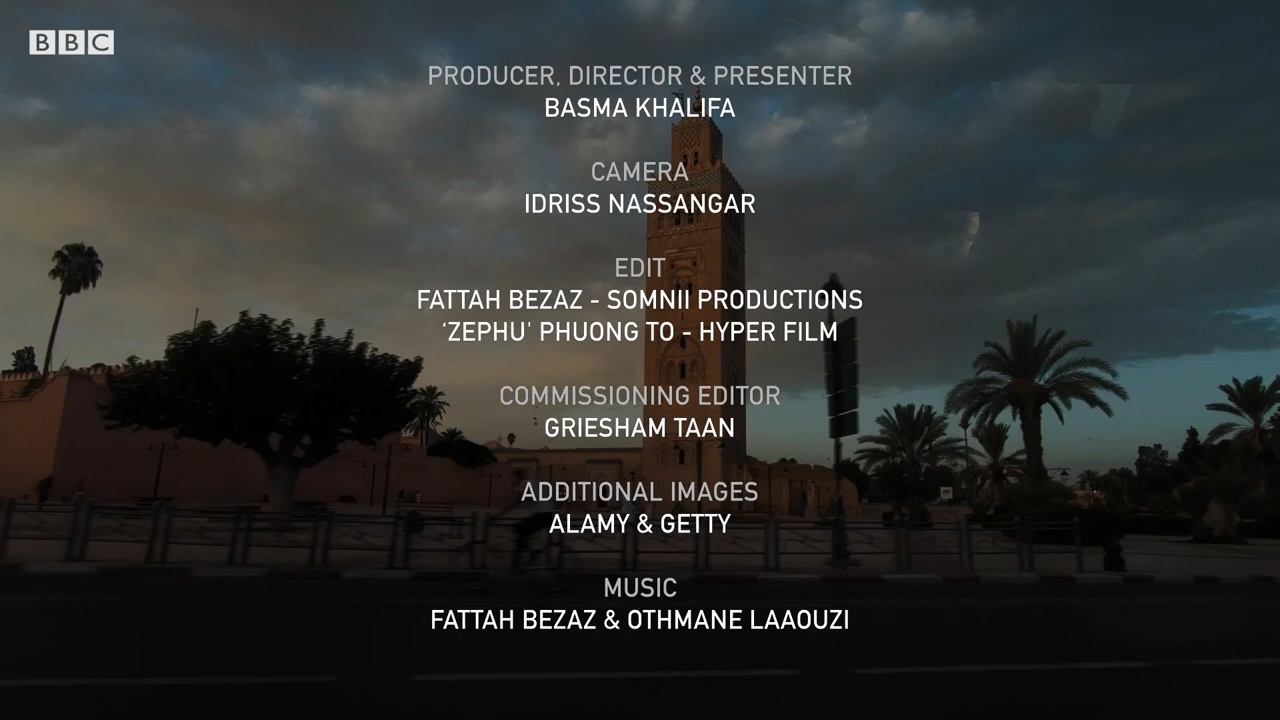 BBC
PRODUCER, DIRECTOR & PRESENTER
BASMA KHALIFA
CAMERA
IDRISS NASSANGAR
EDIT
FATTAH BEZAZ - SOMNII PRODUCTIONS
‘ZEPHU’ PHUONG TO - HYPER FILM
COMMISSIONING EDITOR
GRIESHAM TAAN
ADDITIONAL IMAGES
ALAMY & GETTY
MUSIC
FATTAH BEZAZ & OTHMANE LAAOUZI